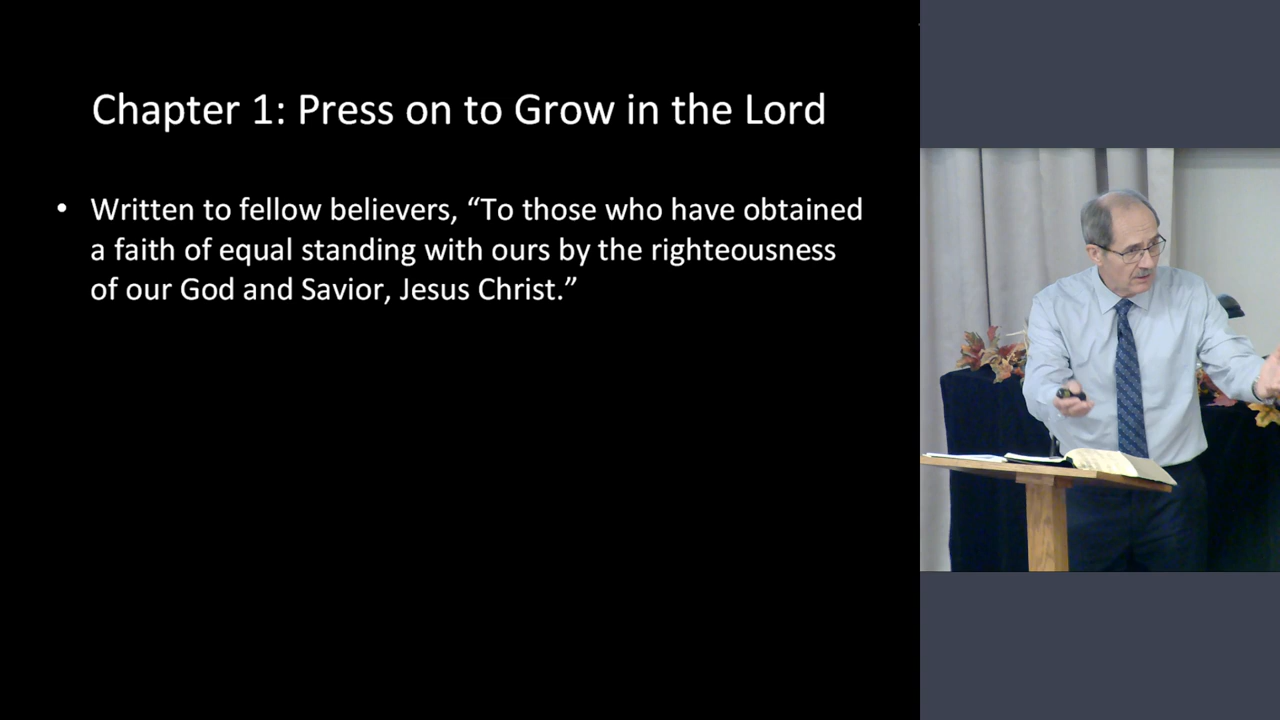 Chapter 1: Press on to Grow in the Lord
• Written to fellow believers, “To those who have obtained
a faith of equal standing with ours by the righteousness
of our God and Savior, Jesus Christ.”